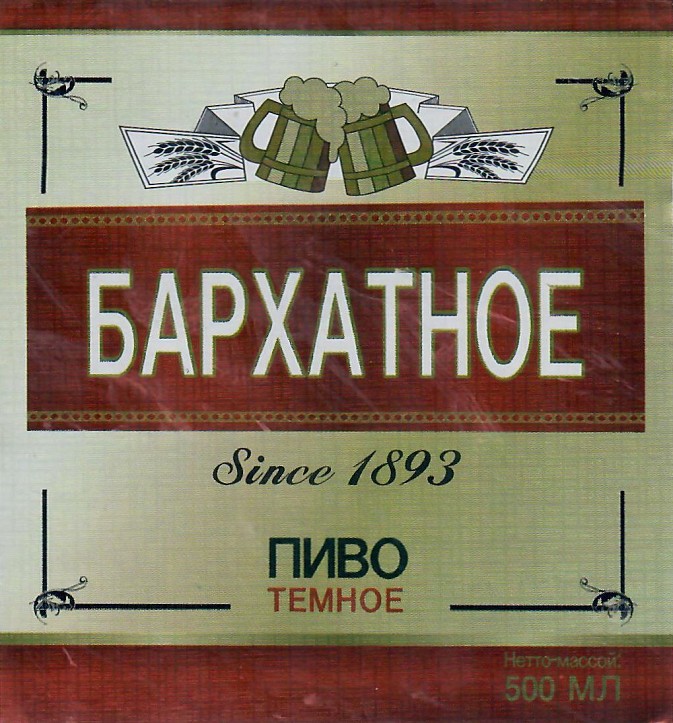 БАРХАТНОЕ
Since 1893
ПИВО
ТЕМНОЕ
Нетто-массой:
500 МЛ